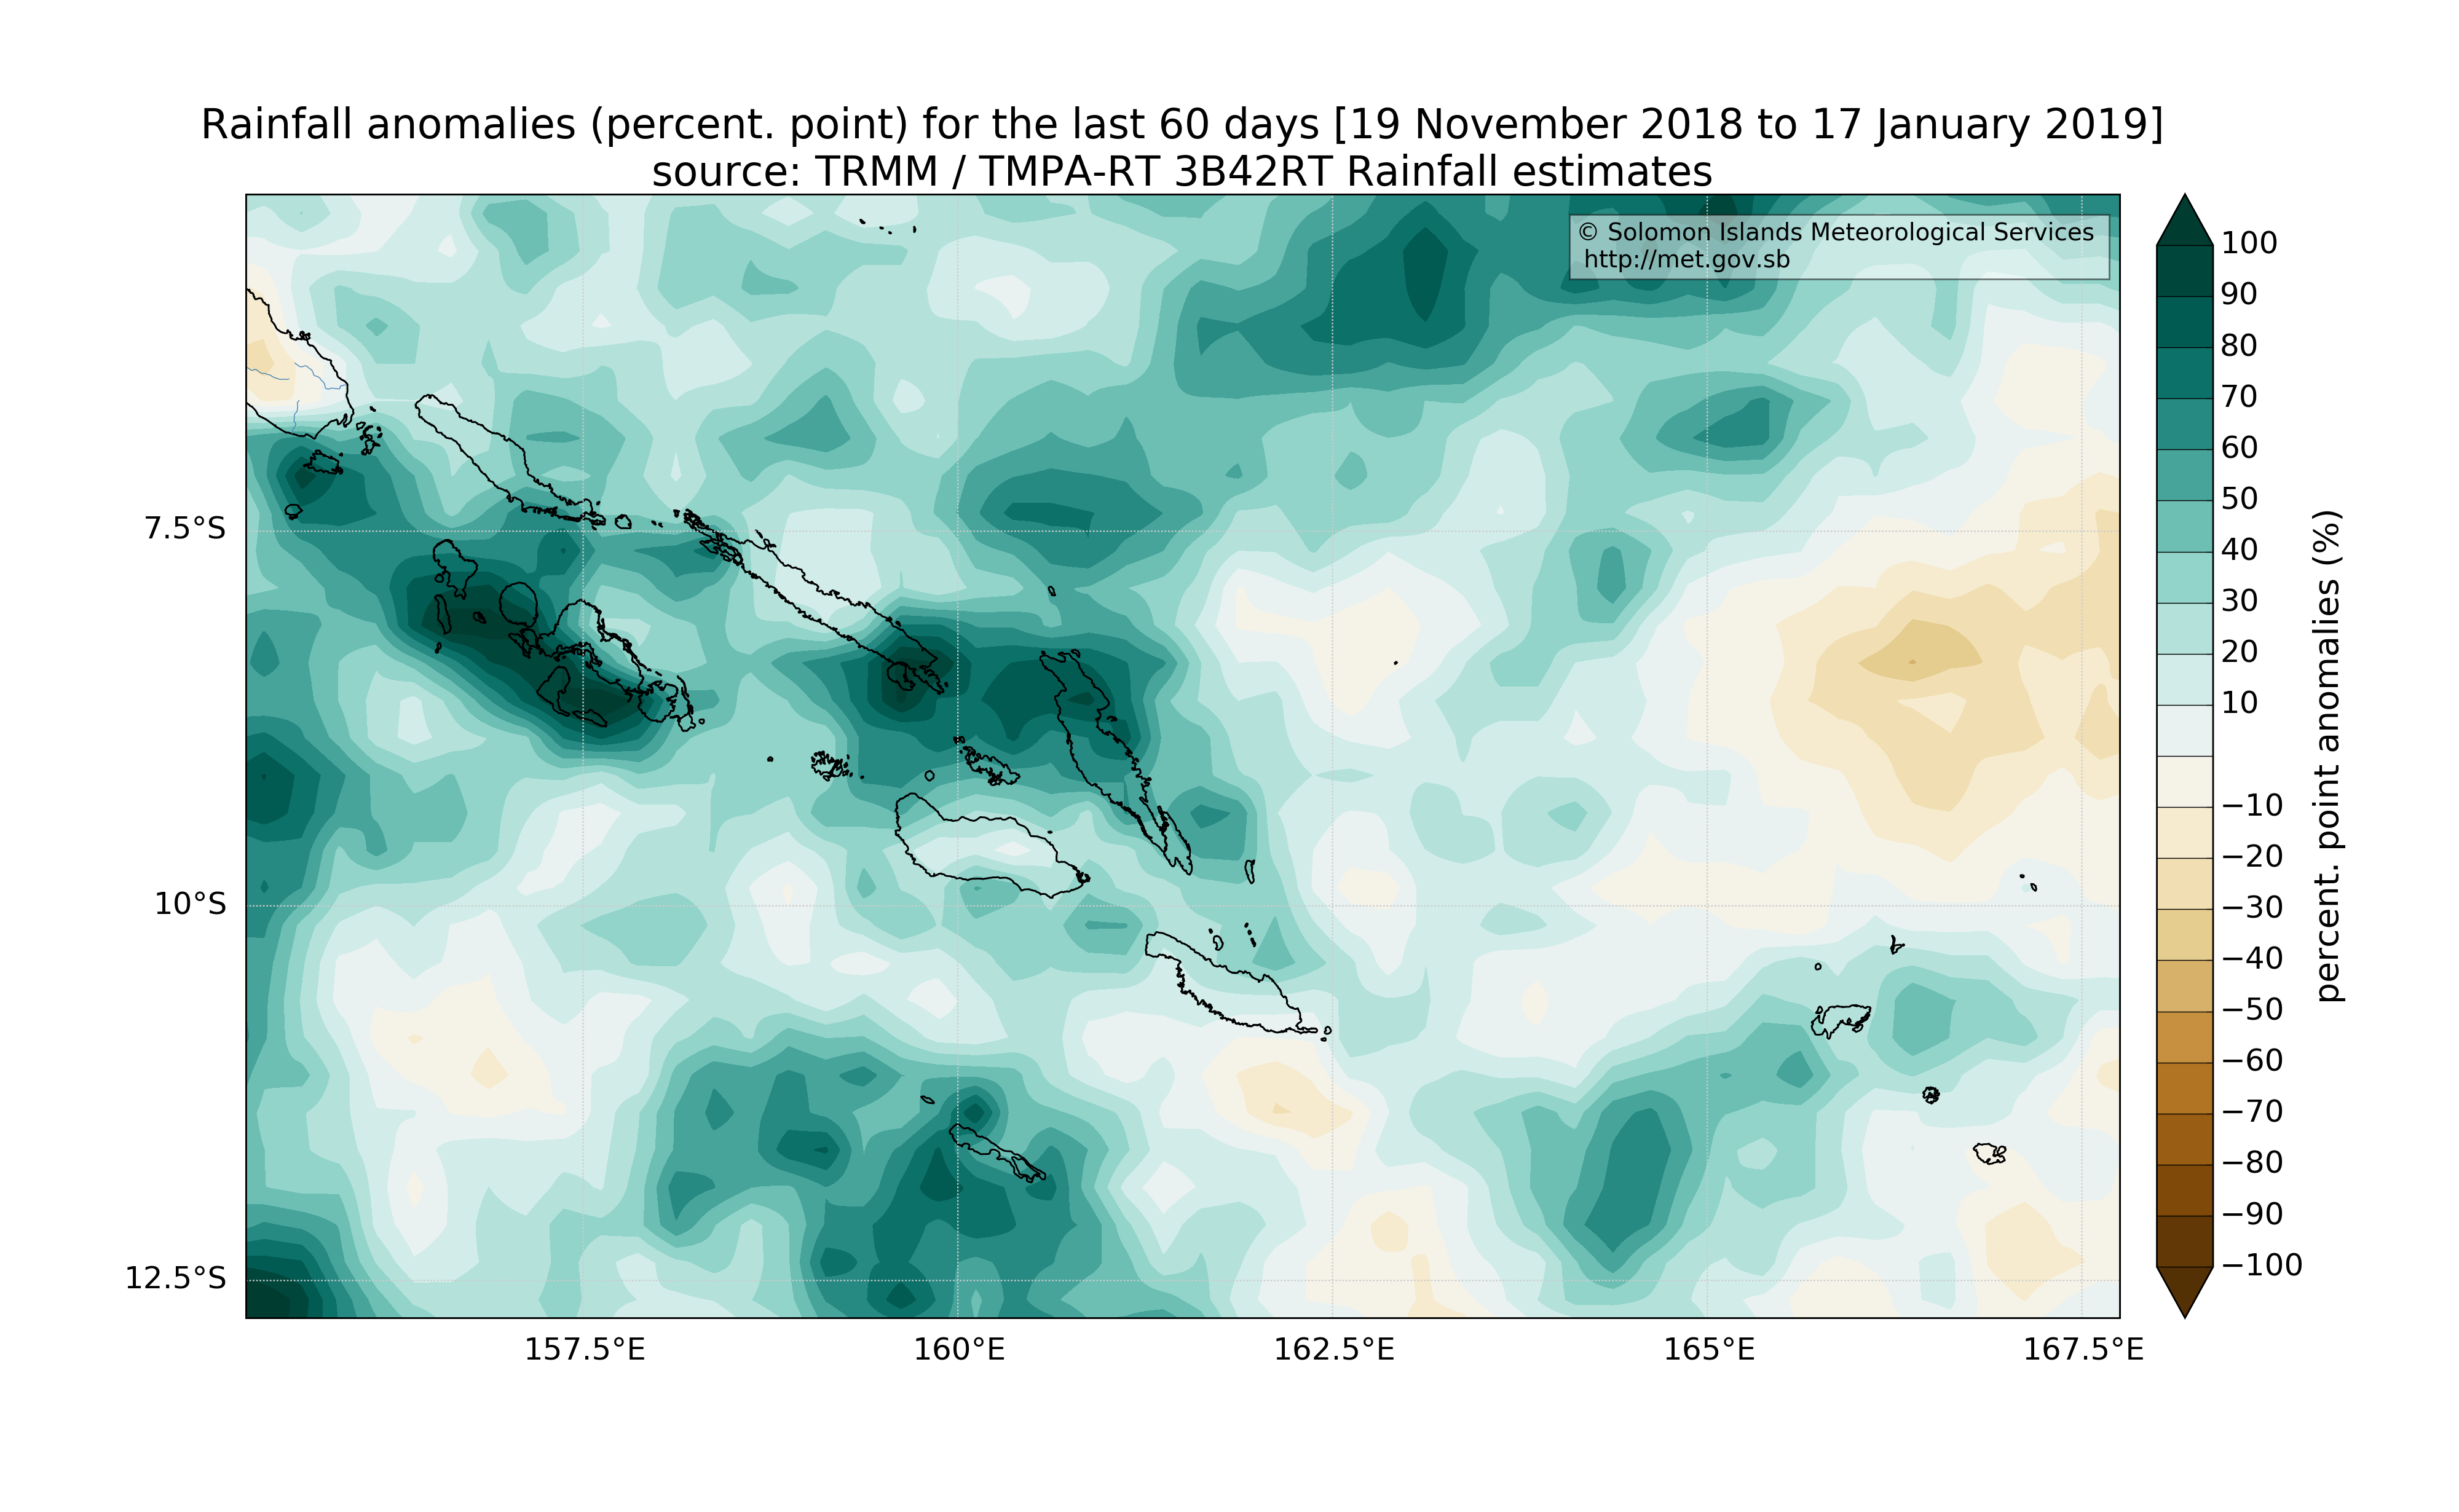 Rainfall anomalies (percent. point) for the last 60 days [19 November 2018 to 17 January 2019]
source: TRMM / TMPA-RT 3B42RT Rainfall estimates
© Solomon Islands Meteorological Services
http://met.gov.sb
7.5°S
10°S
12.5°S
157.5°E
160°E
162.5°E
165°E
167.5°E
100
90
80
70
60
50
40
30
20
10
−10
−20
−30
−40
−50
−60
−70
−80
−90
−100
percent. point anomalies (%)